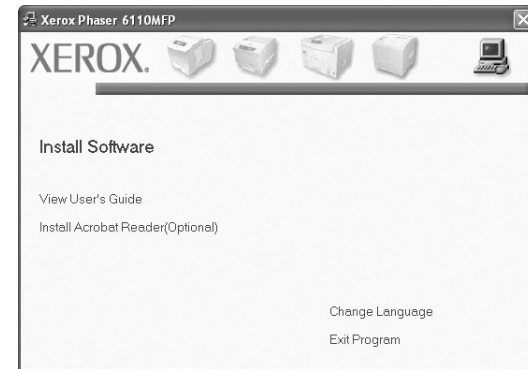 Xerox Phaser 6110MFP
XEROX.
Install Software
View User's Guide
Install Acrobat Reader(Optional)
Change Language
Exit Program